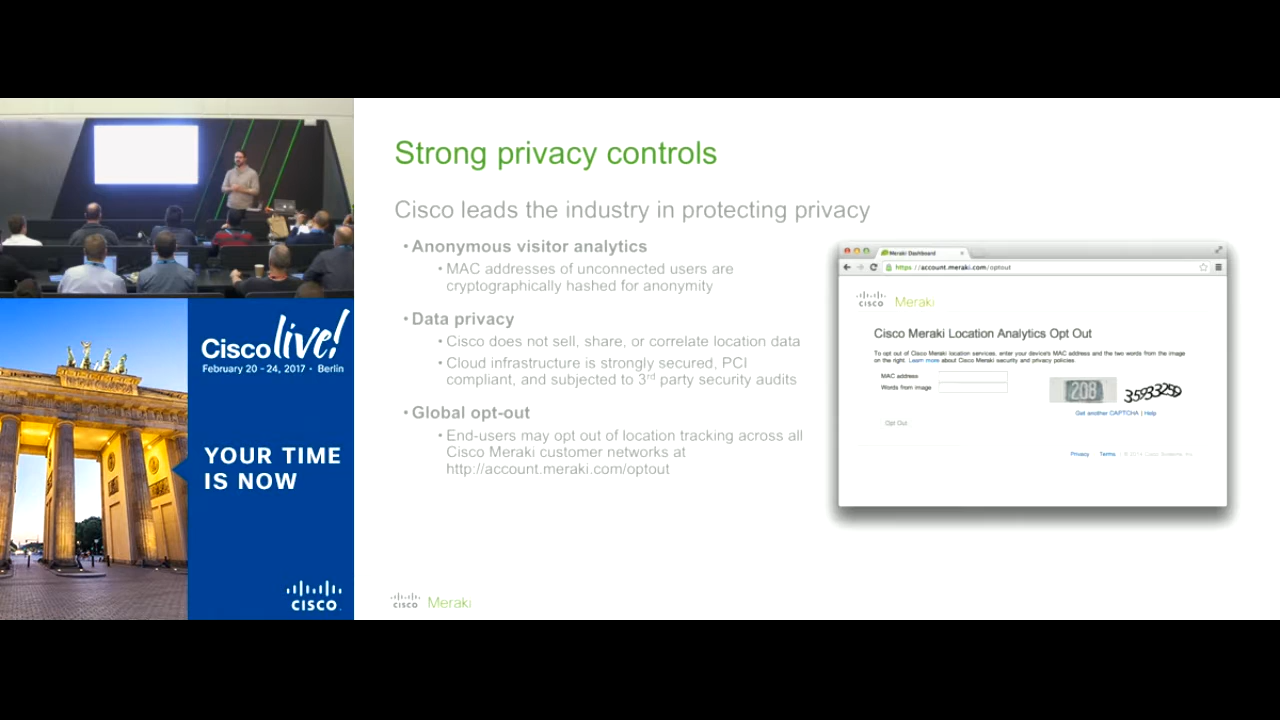 Strong privacy controls
Cisco leads the industry in protecting privacy
• Anonymous visitor analytics
• MAC addresses of unconnected users are
cryptographically hashed for anonymity
• Data privacy
• Cisco does not sell, share, or correlate location data
• Cloud infrastructure is strongly secured, PCI
compliant, and subjected to 3rd party security audits
• Global opt-out
• End-users may opt out of location tracking across all
Cisco Meraki customer networks at
http://account.meraki.com/optout
Meraki Dashboard
https://account.meraki.com/optout
CISCO Meraki
Cisco Meraki Location Analytics Opt Out
To opt out of Cisco Meraki location services, enter your device's MAC address and the two words from the image
on the right. Learn more about Cisco Meraki security and privacy policies.
MAC address
Words from image
208 35933259
Get another CAPTCHA | Help
Opt Out
Privacy Terms
CISCO Meraki
Cisco live!
February 20 - 24, 2017 • Berlin
YOUR TIME
IS NOW
CISCO